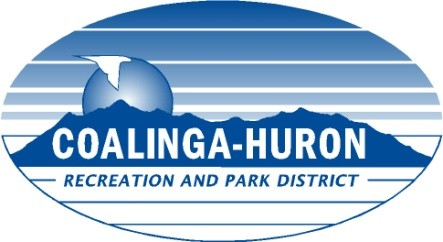 COALINGA-HURON
RECREATION AND PARK DISTRICT